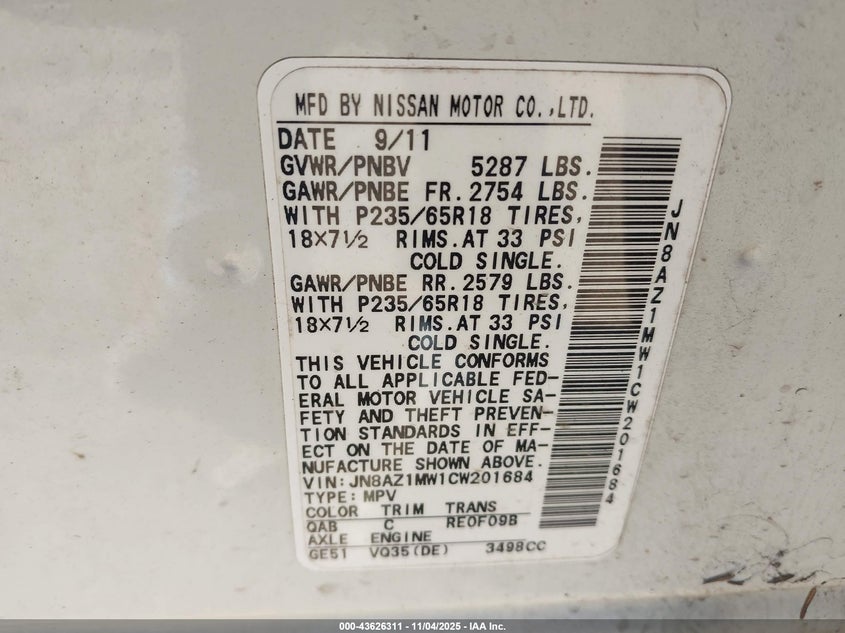 MFD BY NISSAN MOTOR CO.,LTD.
DATE 9/11
GVWR/PNBV 5287 LBS.
GAWR/PNBE FR. 2754 LBS.
WITH P235/65R18 TIRES,
18×7½ RIMS. AT 33 PSI
COLD SINGLE.
GAWR/PNBE RR. 2579 LBS.
WITH P235/65R18 TIRES,
18×7½ RIMS. AT 33 PSI
COLD SINGLE.
THIS VEHICLE CONFORMS
TO ALL APPLICABLE FED-
ERAL MOTOR VEHICLE SA-
FETY AND THEFT PREVEN-
TION STANDARDS IN EFF-
ECT ON THE DATE OF MA-
NUFACTURE SHOWN ABOVE.
VIN:JN8AZ1MW1CW201684
TYPE: MPV
COLOR TRIM TRANS
QAB C RE0F09B
AXLE ENGINE
GE51 VQ35(DE) 3498CC
JN8AZ1MW1CW201684
000-43626311 - 11/04/2025 - IAA Inc.